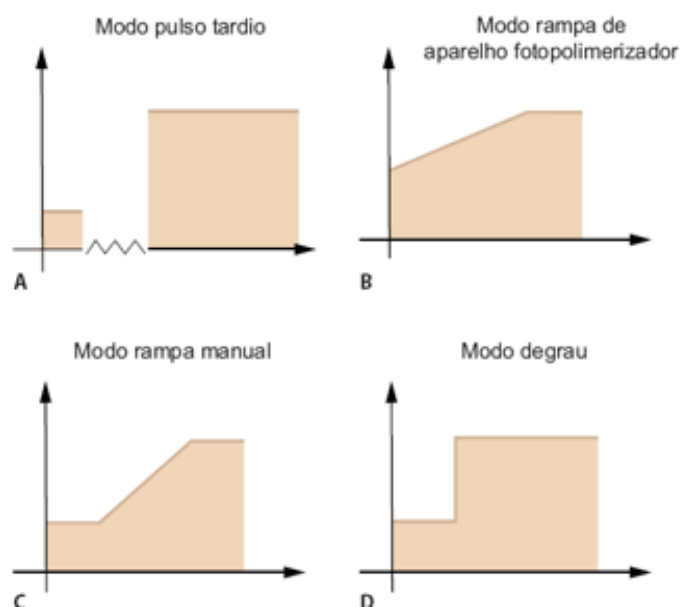 Modo pulso tardio
Modo rampa de
aparelho fotopolimerizador
A
B
Modo rampa manual
Modo degrau
C
D